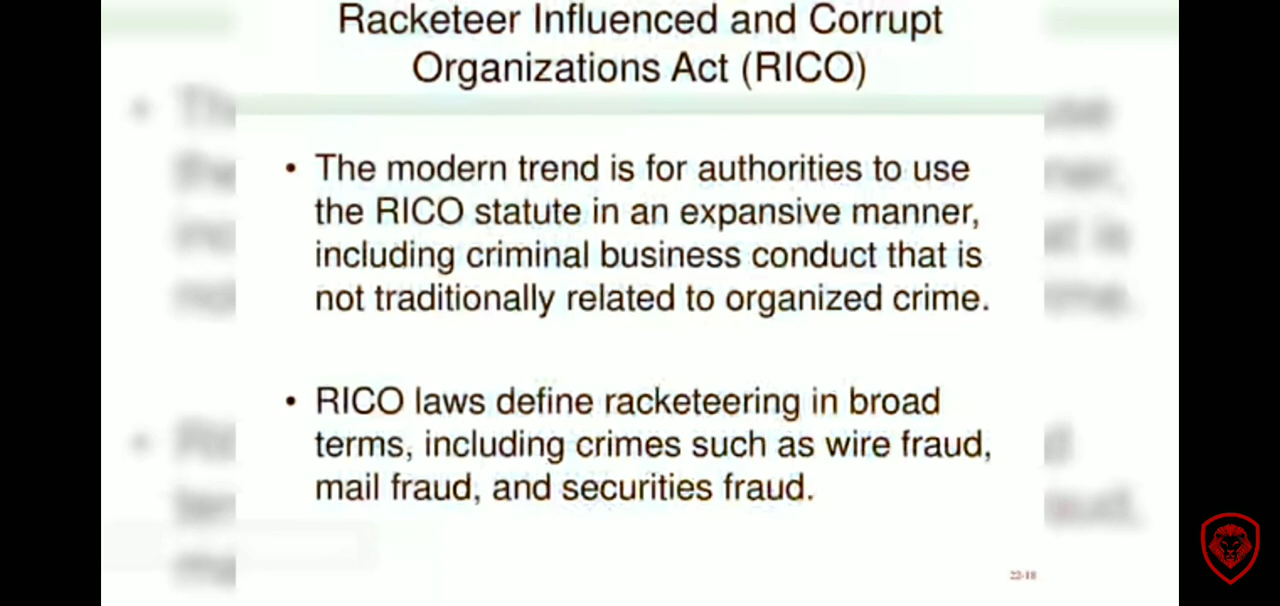 Racketeer Influenced and Corrupt
Organizations Act (RICO)
• The modern trend is for authorities to use
the RICO statute in an expansive manner,
including criminal business conduct that is
not traditionally related to organized crime.
• RICO laws define racketeering in broad
terms, including crimes such as wire fraud,
mail fraud, and securities fraud.
22-18